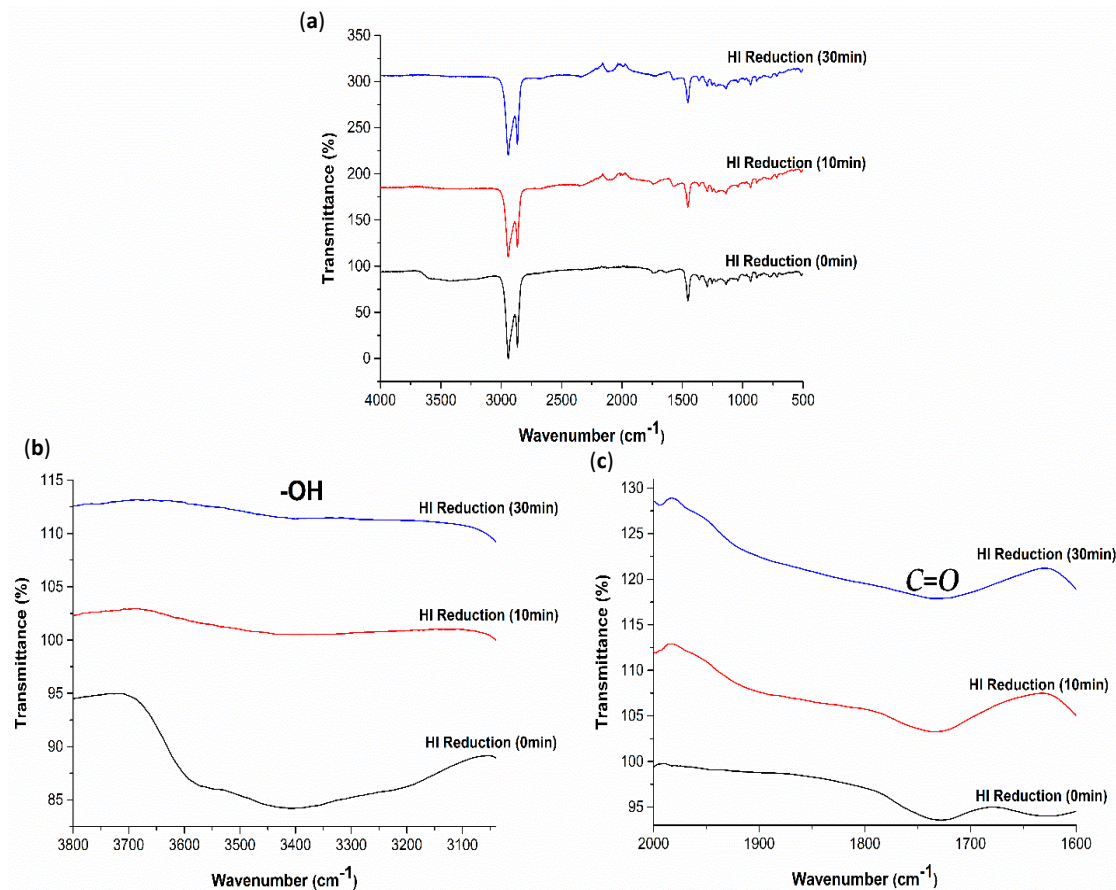 (a)
350
300
250
200
150
100
50
0
Transmittance (%)
HI Reduction (30min)
HI Reduction (10min)
HI Reduction (0min)
4000 3500 3000 2500 2000 1500 1000 500
Wavenumber (cm⁻¹)
(b)
115
110
105
100
95
90
85
Transmittance (%)
-OH
HI Reduction (30min)
HI Reduction (10min)
HI Reduction (0min)
3800 3700 3600 3500 3400 3300 3200 3100
Wavenumber (cm⁻¹)
(c)
130
125
120
115
110
105
100
95
Transmittance (%)
C=O
HI Reduction (30min)
HI Reduction (10min)
HI Reduction (0min)
2000 1900 1800 1700 1600
Wavenumber (cm⁻¹)